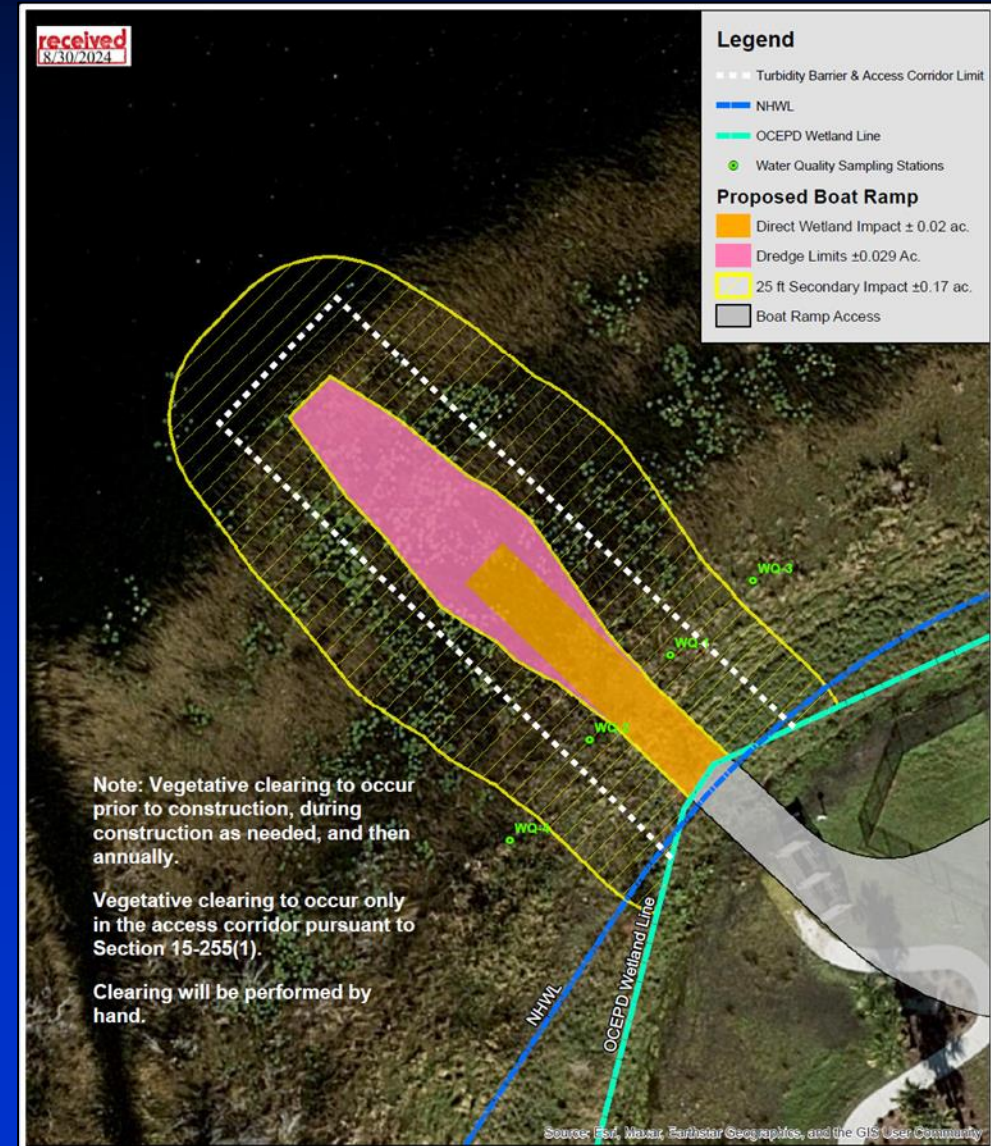 received
8/30/2024
Legend
Turbidity Barrier & Access Corridor Limit
NHWL
OCEPD Wetland Line
Water Quality Sampling Stations
Proposed Boat Ramp
Direct Wetland Impact ± 0.02 ac.
Dredge Limits ±0.029 Ac.
25 ft Secondary Impact ±0.17 ac.
Boat Ramp Access
WQ-3
WQ-1
WQ-2
WQ-4
Note: Vegetative clearing to occur
prior to construction, during
construction as needed, and then
annually.
Vegetative clearing to occur only
in the access corridor pursuant to
Section 15-255(1).
Clearing will be performed by
hand.
NHWL
OCEPD Wetland Line
Source: Esri, Maxar, Earthstar Geographics, and the GIS User Community